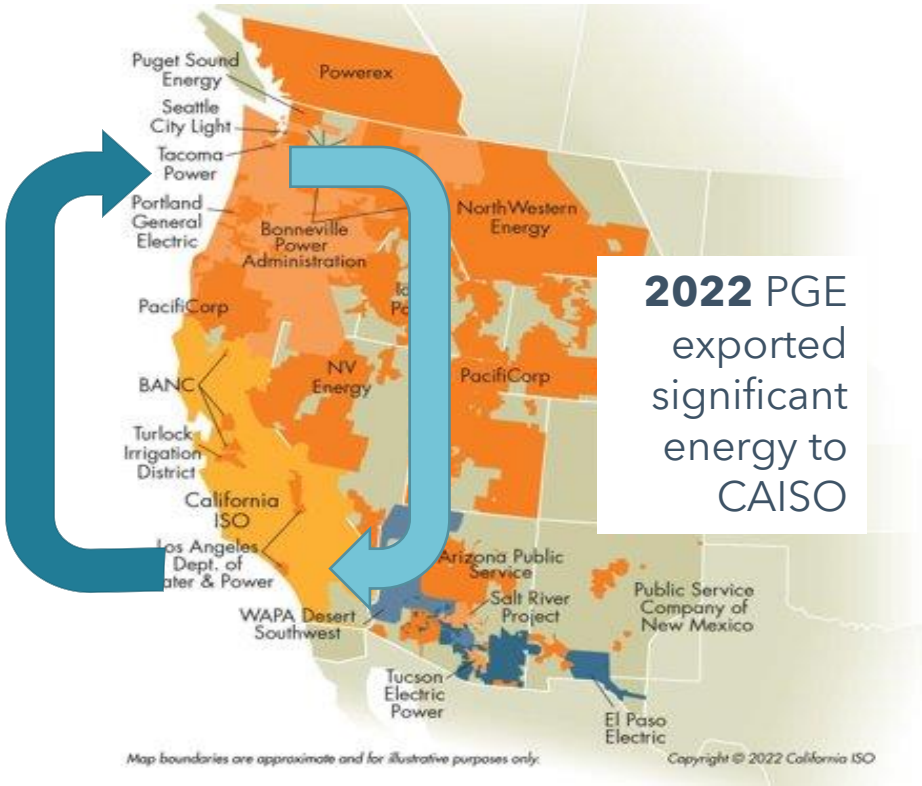 Puget Sound
Energy
Powerex
Seattle
City Light
Tacoma
Power
Portland
General
Electric
Bonneville
Power
Administration
NorthWestern
Energy
PacifiCorp
2022 PGE
exported
significant
energy to
CAISO
NV
Energy
PacifiCorp
BANC
Turlock
Irrigation
District
California
ISO
Los Angeles
Dept. of
& Power
Arizona Public
Service
Salt River
Project
Public Service
Company of
New Mexico
WAPA Desert
Southwest
Tucson
Electric
Power
El Paso
Electric
Map boundaries are approximate and for illustrative purposes only.
Copyright © 2022 California ISO